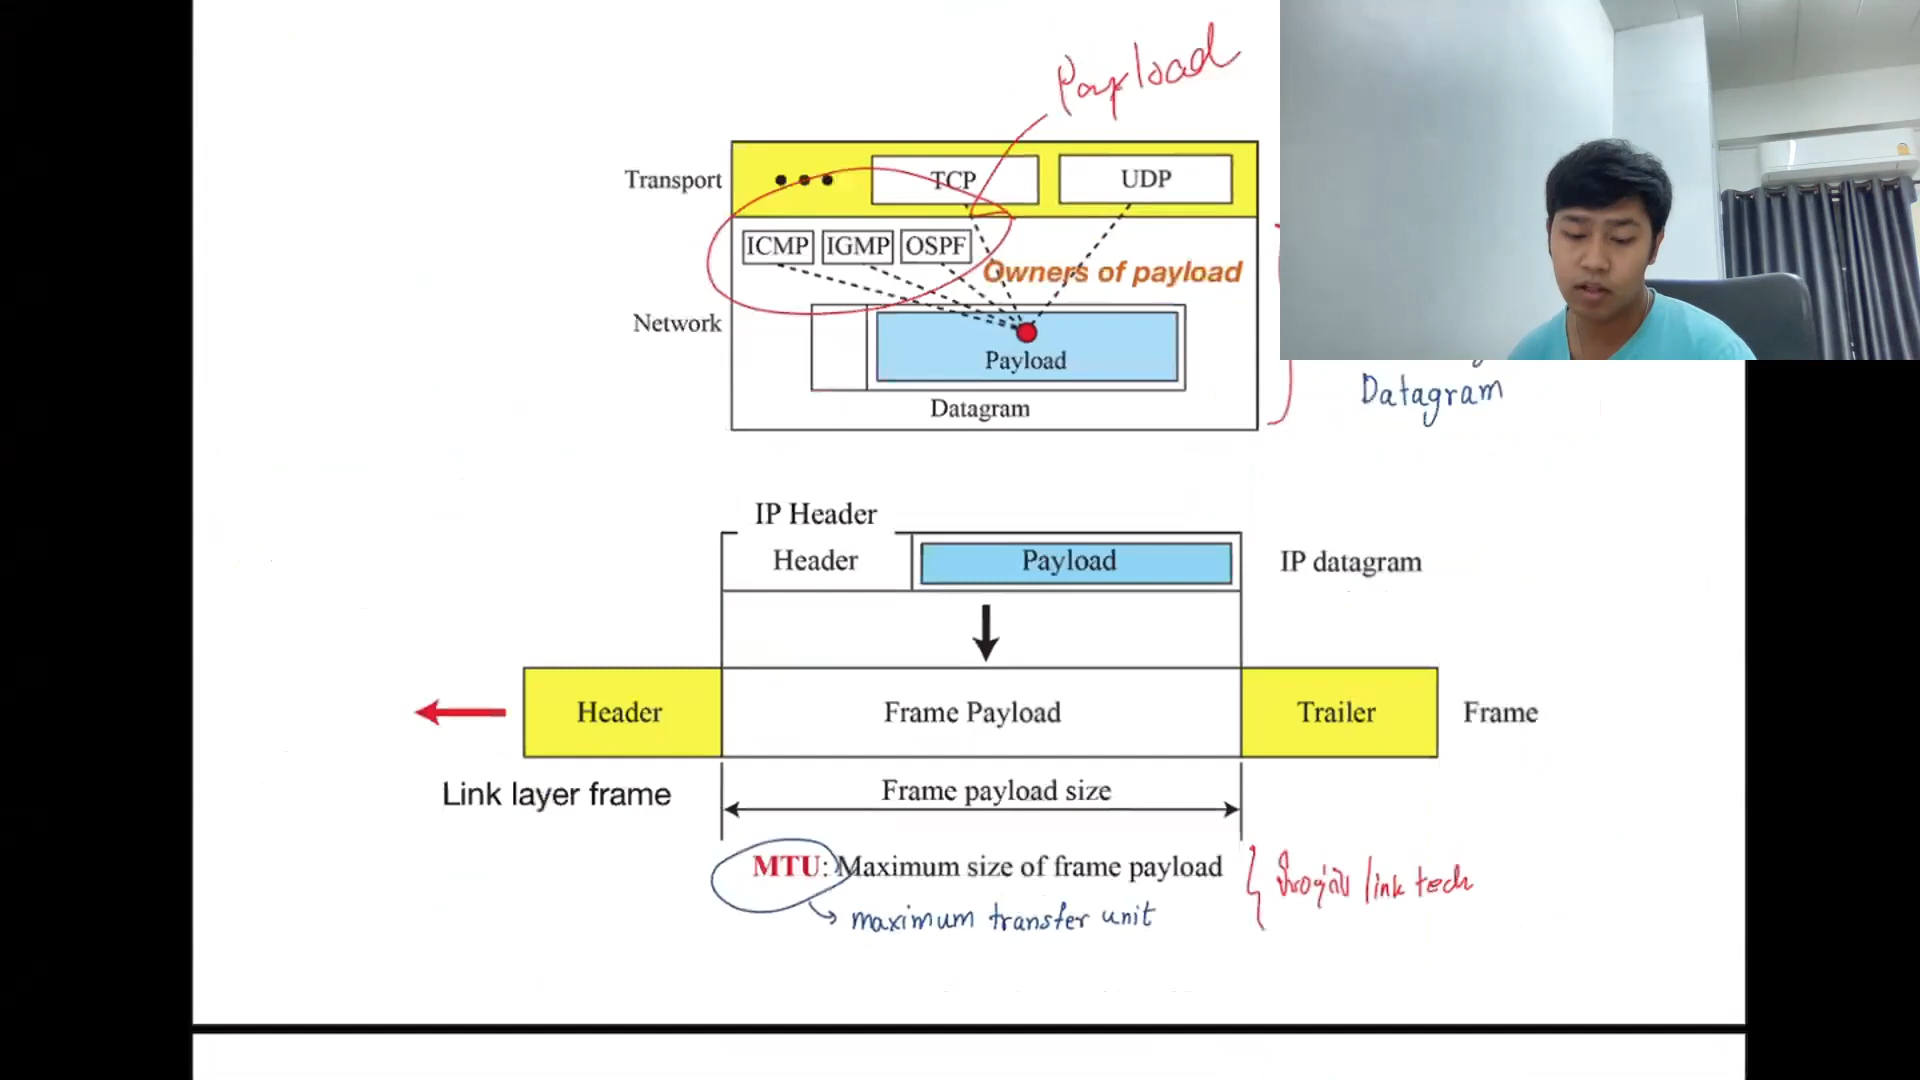 Payload
Transport
TCP
UDP
ICMP
IGMP
OSPF
Owners of payload
Network
Payload
Datagram
Datagram
IP Header
Header
Payload
IP datagram
Header
Frame Payload
Trailer
Frame
Link layer frame
Frame payload size
MTU: Maximum size of frame payload
link tech
maximum transfer unit